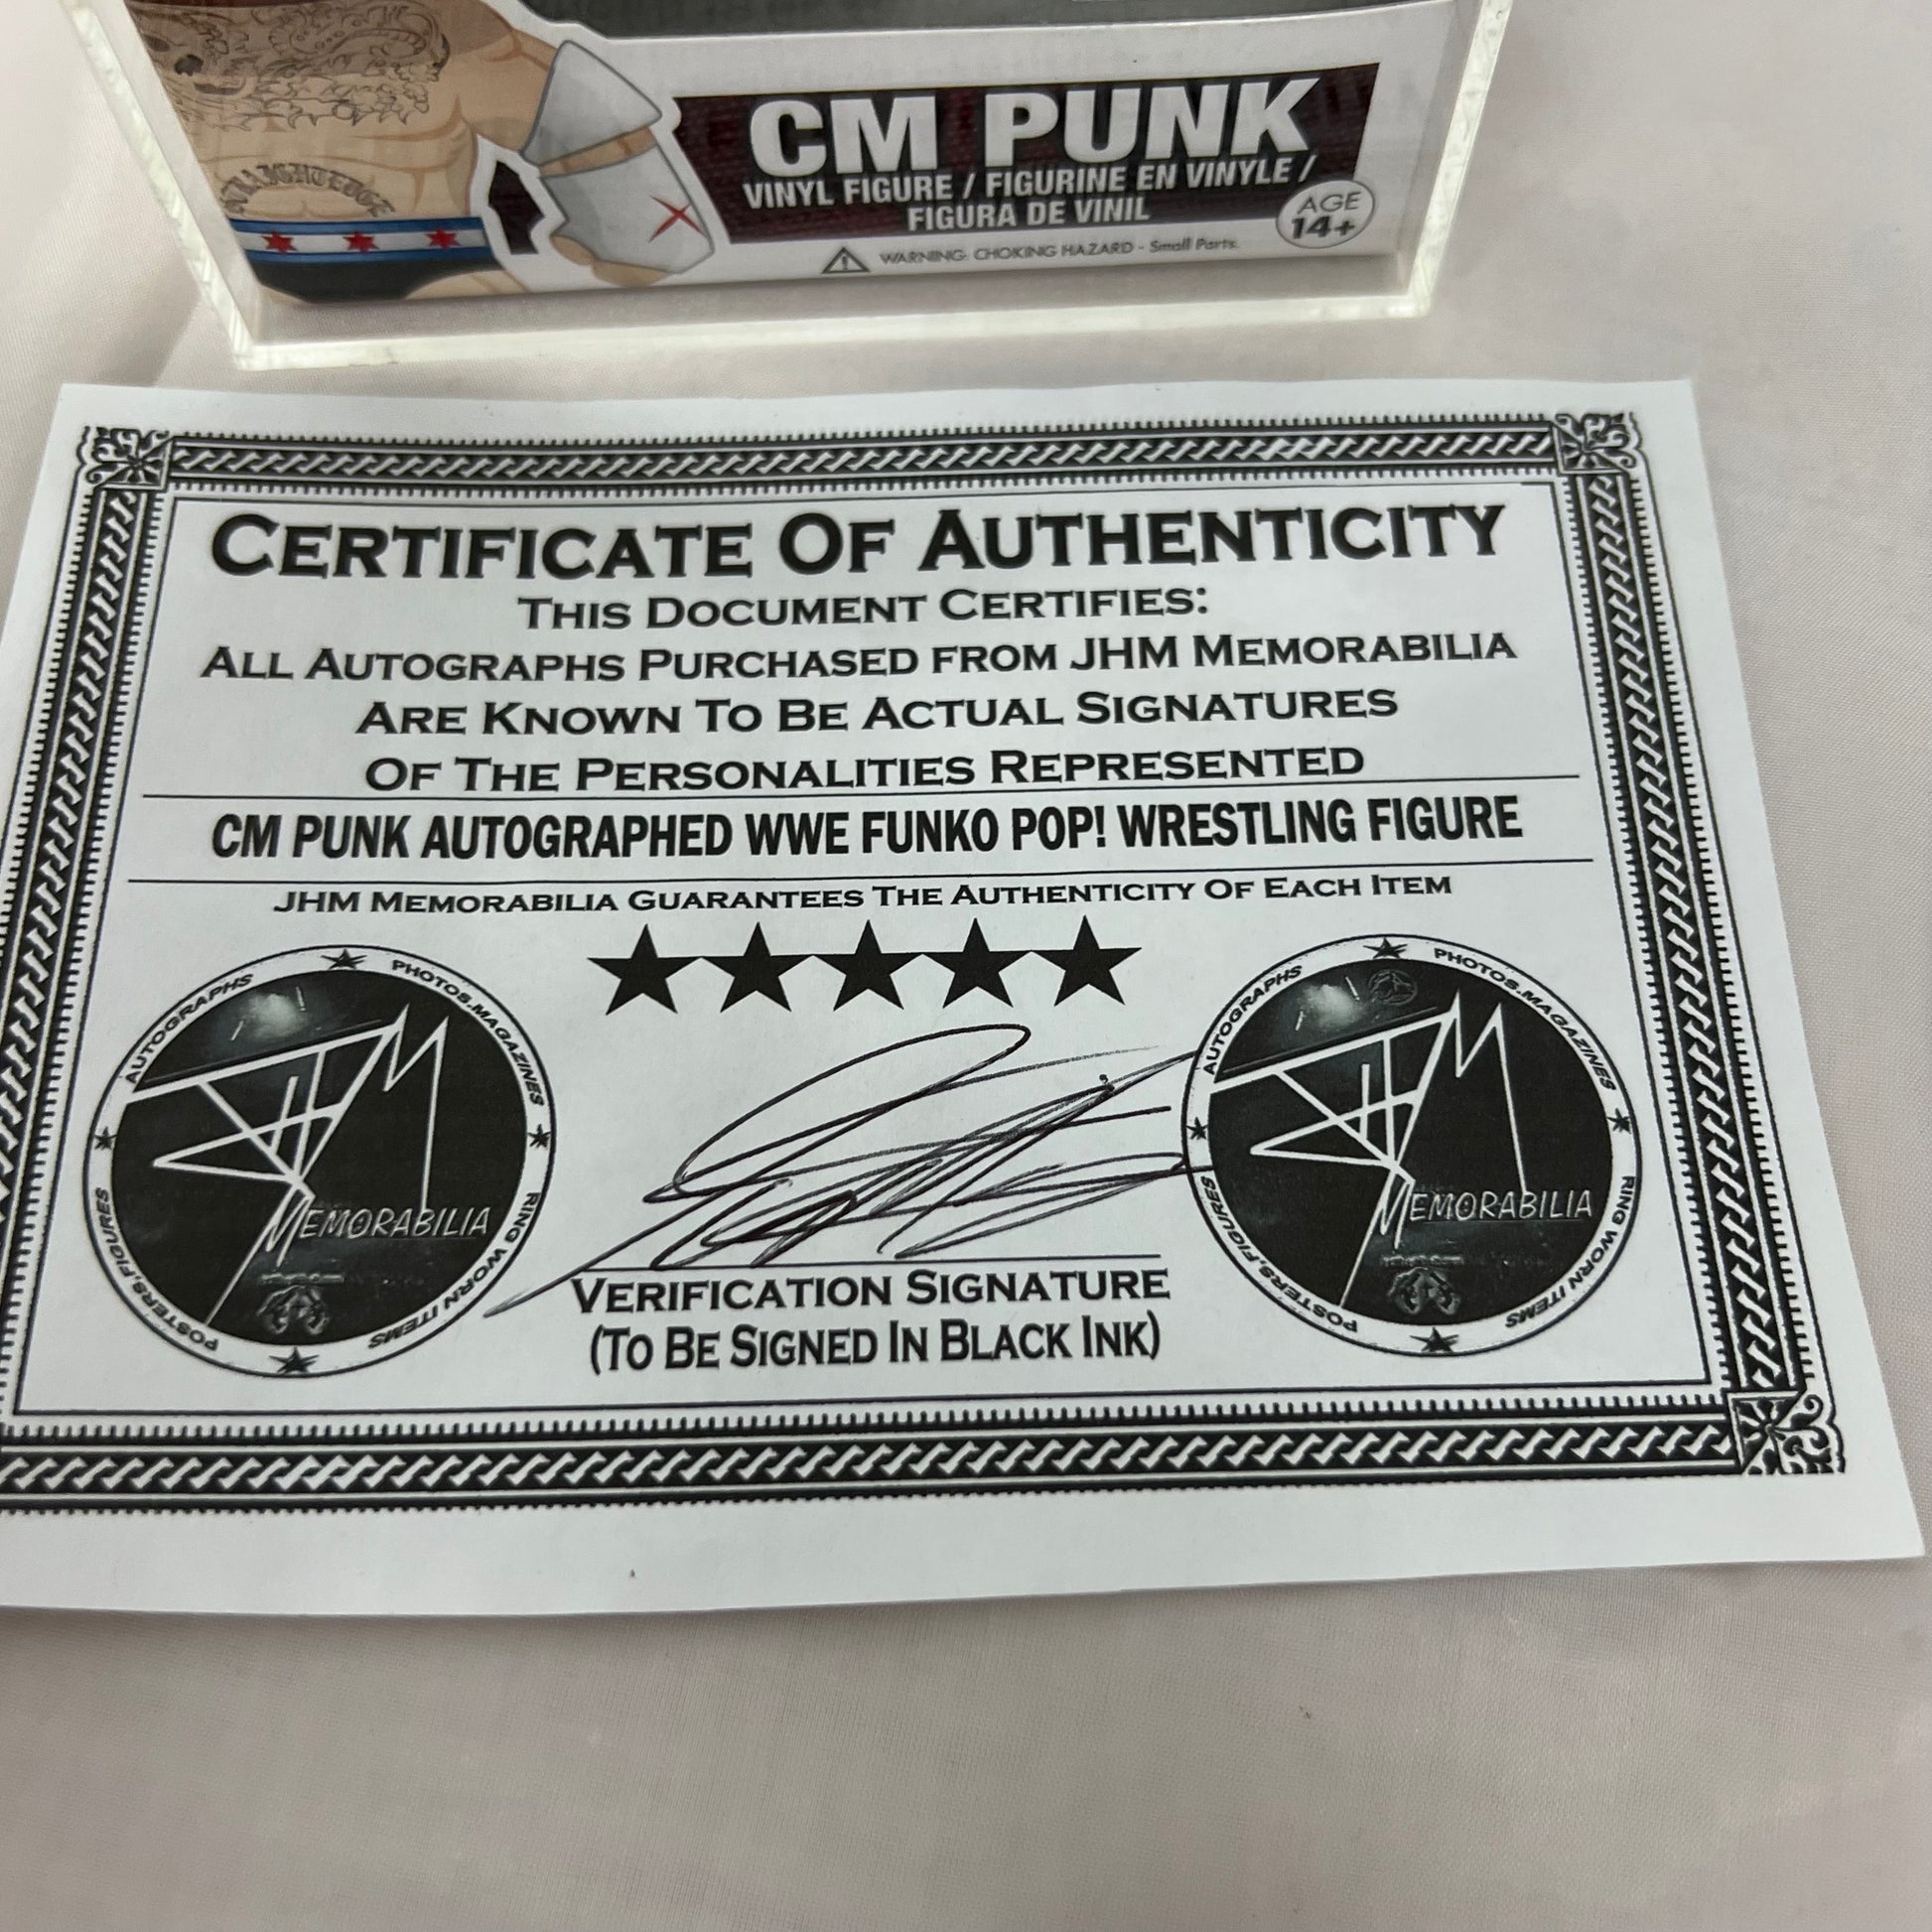 STRAIGHTEDGE
CM PUNK
VINYL FIGURE / FIGURINE EN VINYLE /
FIGURA DE VINIL
AGE
14+
WARNING: CHOKING HAZARD - Small Parts.
CERTIFICATE OF AUTHENTICITY
THIS DOCUMENT CERTIFIES:
ALL AUTOGRAPHS PURCHASED FROM JHM MEMORABILIA
ARE KNOWN TO BE ACTUAL SIGNATURES
OF THE PERSONALITIES REPRESENTED
CM PUNK AUTOGRAPHED WWE FUNKO POP! WRESTLING FIGURE
JHM MEMORABILIA GUARANTEES THE AUTHENTICITY OF EACH ITEM
AUTOGRAPHS
PHOTOS.MAGAZINES
JHM
MEMORABILIA
POSTERS,FIGURES
RING WORN ITEMS
AUTOGRAPHS
PHOTOS.MAGAZINES
JHM
MEMORABILIA
POSTERS,FIGURES
RING WORN ITEMS
VERIFICATION SIGNATURE
(TO BE SIGNED IN BLACK INK)